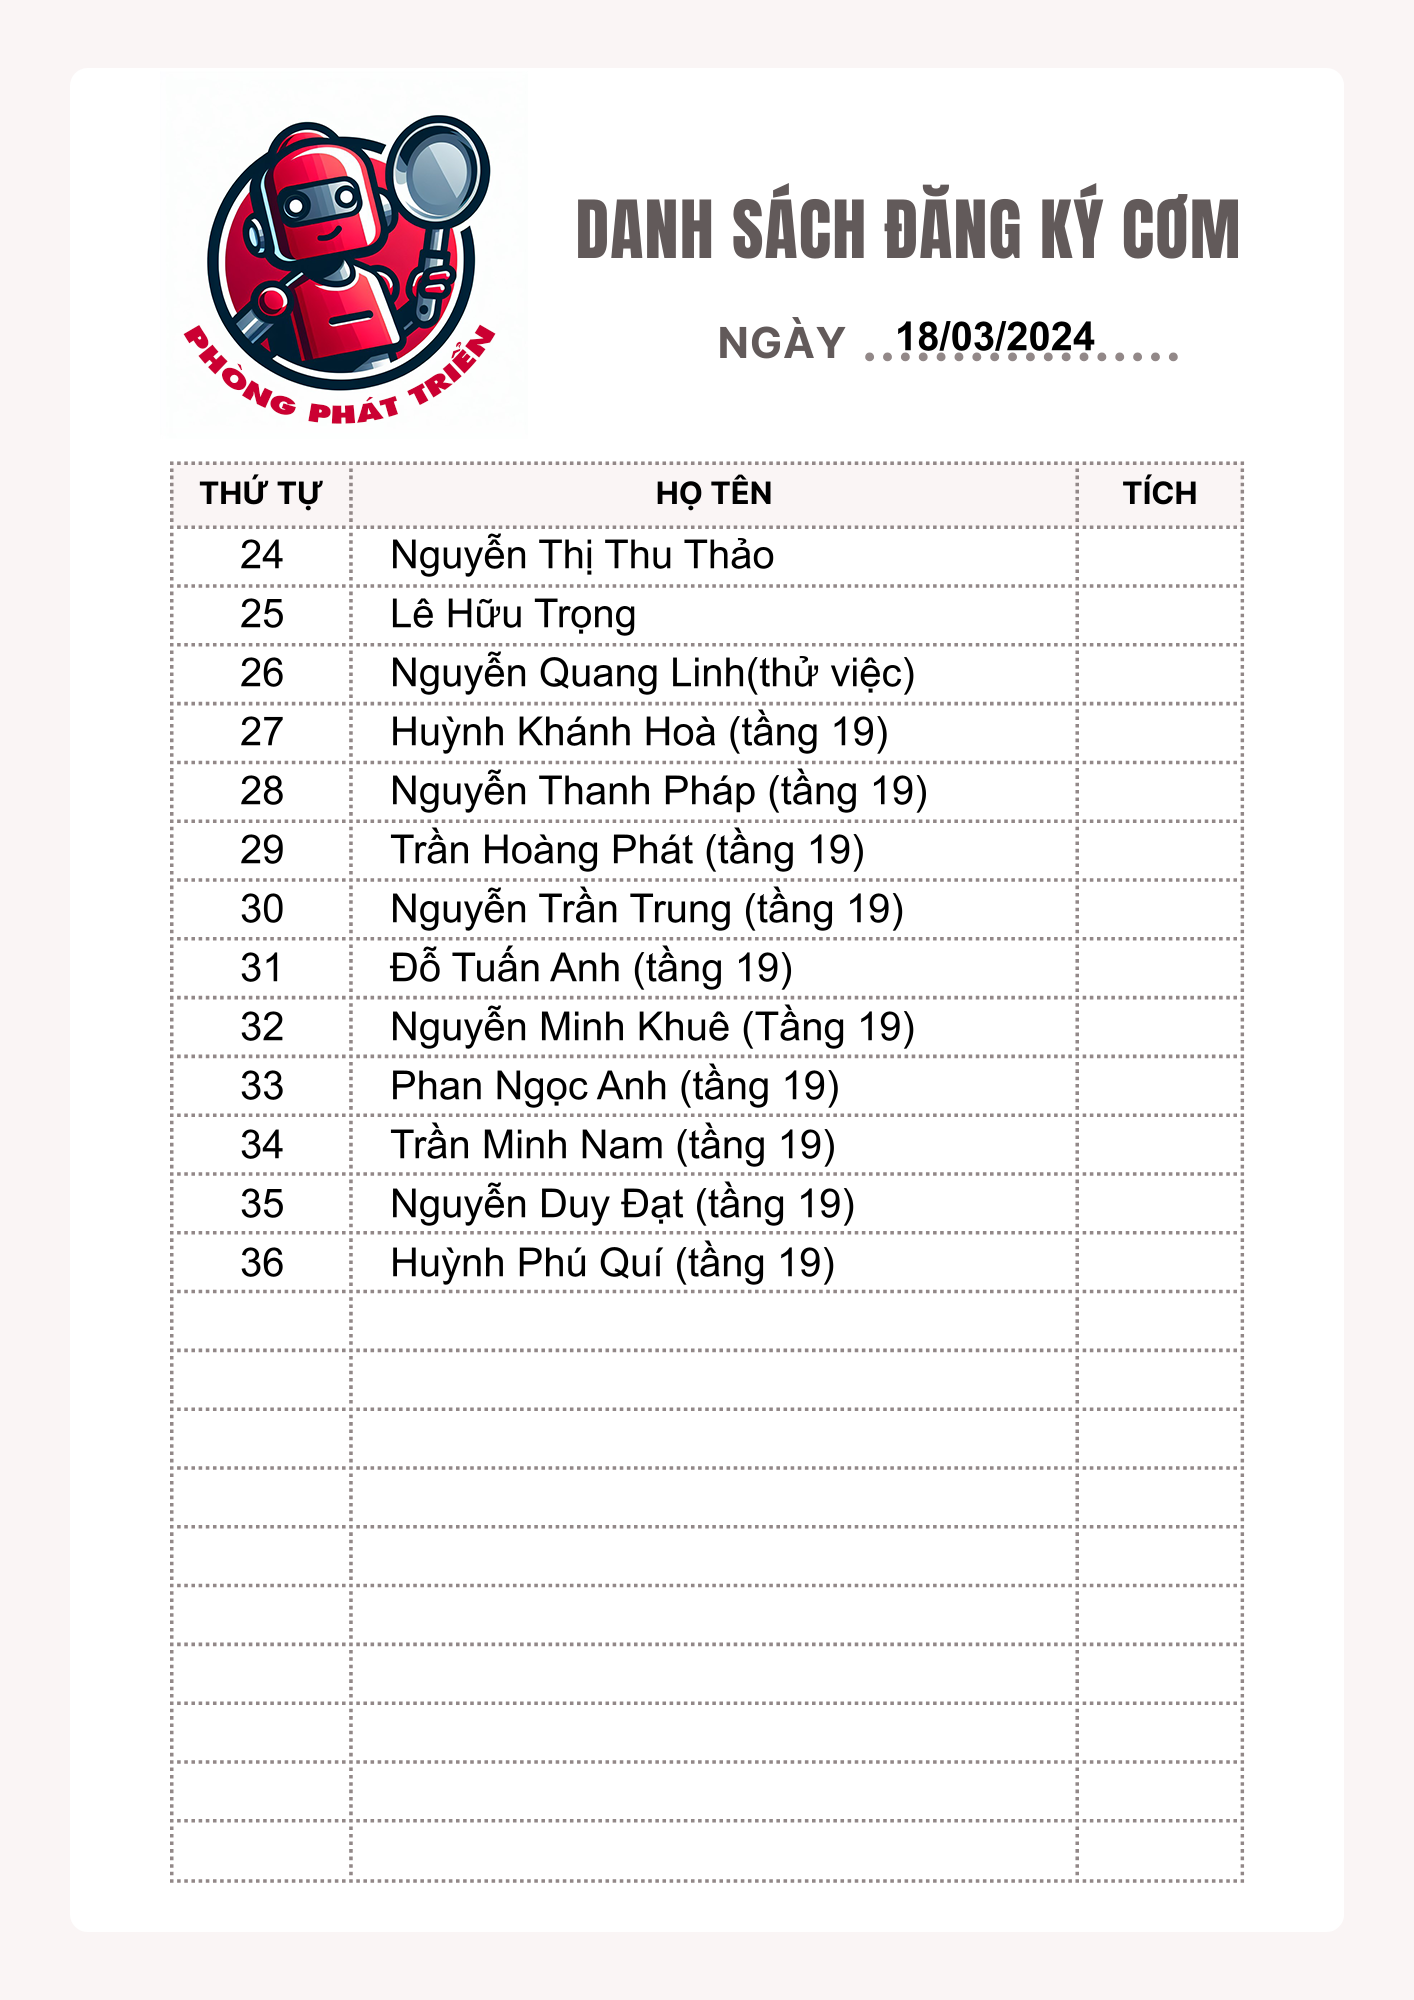 PHÒNG PHÁT TRIỂN
DANH SÁCH ĐĂNG KÝ CƠM
NGÀY 18/03/2024
THỨ TỰ HỌ TÊN TÍCH
24 Nguyễn Thị Thu Thảo
25 Lê Hữu Trọng
26 Nguyễn Quang Linh(thử việc)
27 Huỳnh Khánh Hoà (tầng 19)
28 Nguyễn Thanh Pháp (tầng 19)
29 Trần Hoàng Phát (tầng 19)
30 Nguyễn Trần Trung (tầng 19)
31 Đỗ Tuấn Anh (tầng 19)
32 Nguyễn Minh Khuê (Tầng 19)
33 Phan Ngọc Anh (tầng 19)
34 Trần Minh Nam (tầng 19)
35 Nguyễn Duy Đạt (tầng 19)
36 Huỳnh Phú Quí (tầng 19)